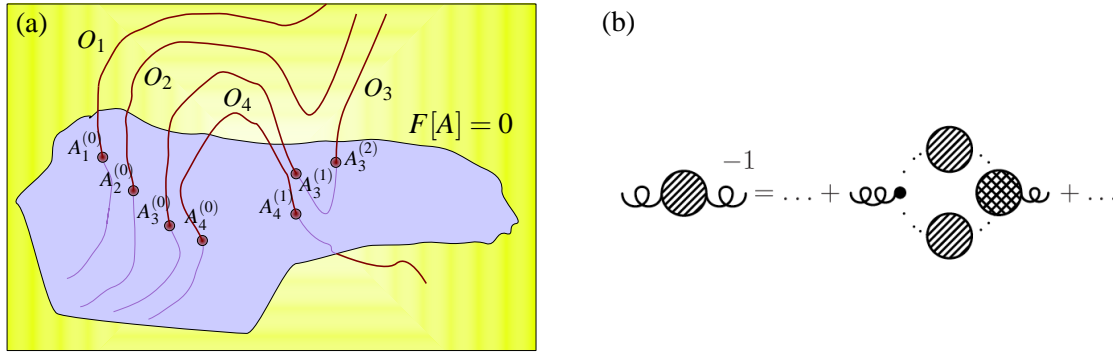 (a)
O₁
O₂
O₃
O₄
F[A] = 0
A₁⁽⁰⁾
A₂⁽⁰⁾
A₃⁽⁰⁾
A₄⁽⁰⁾
A₃⁽¹⁾
A₄⁽¹⁾
A₃⁽²⁾
(b)
−1
= … + + …